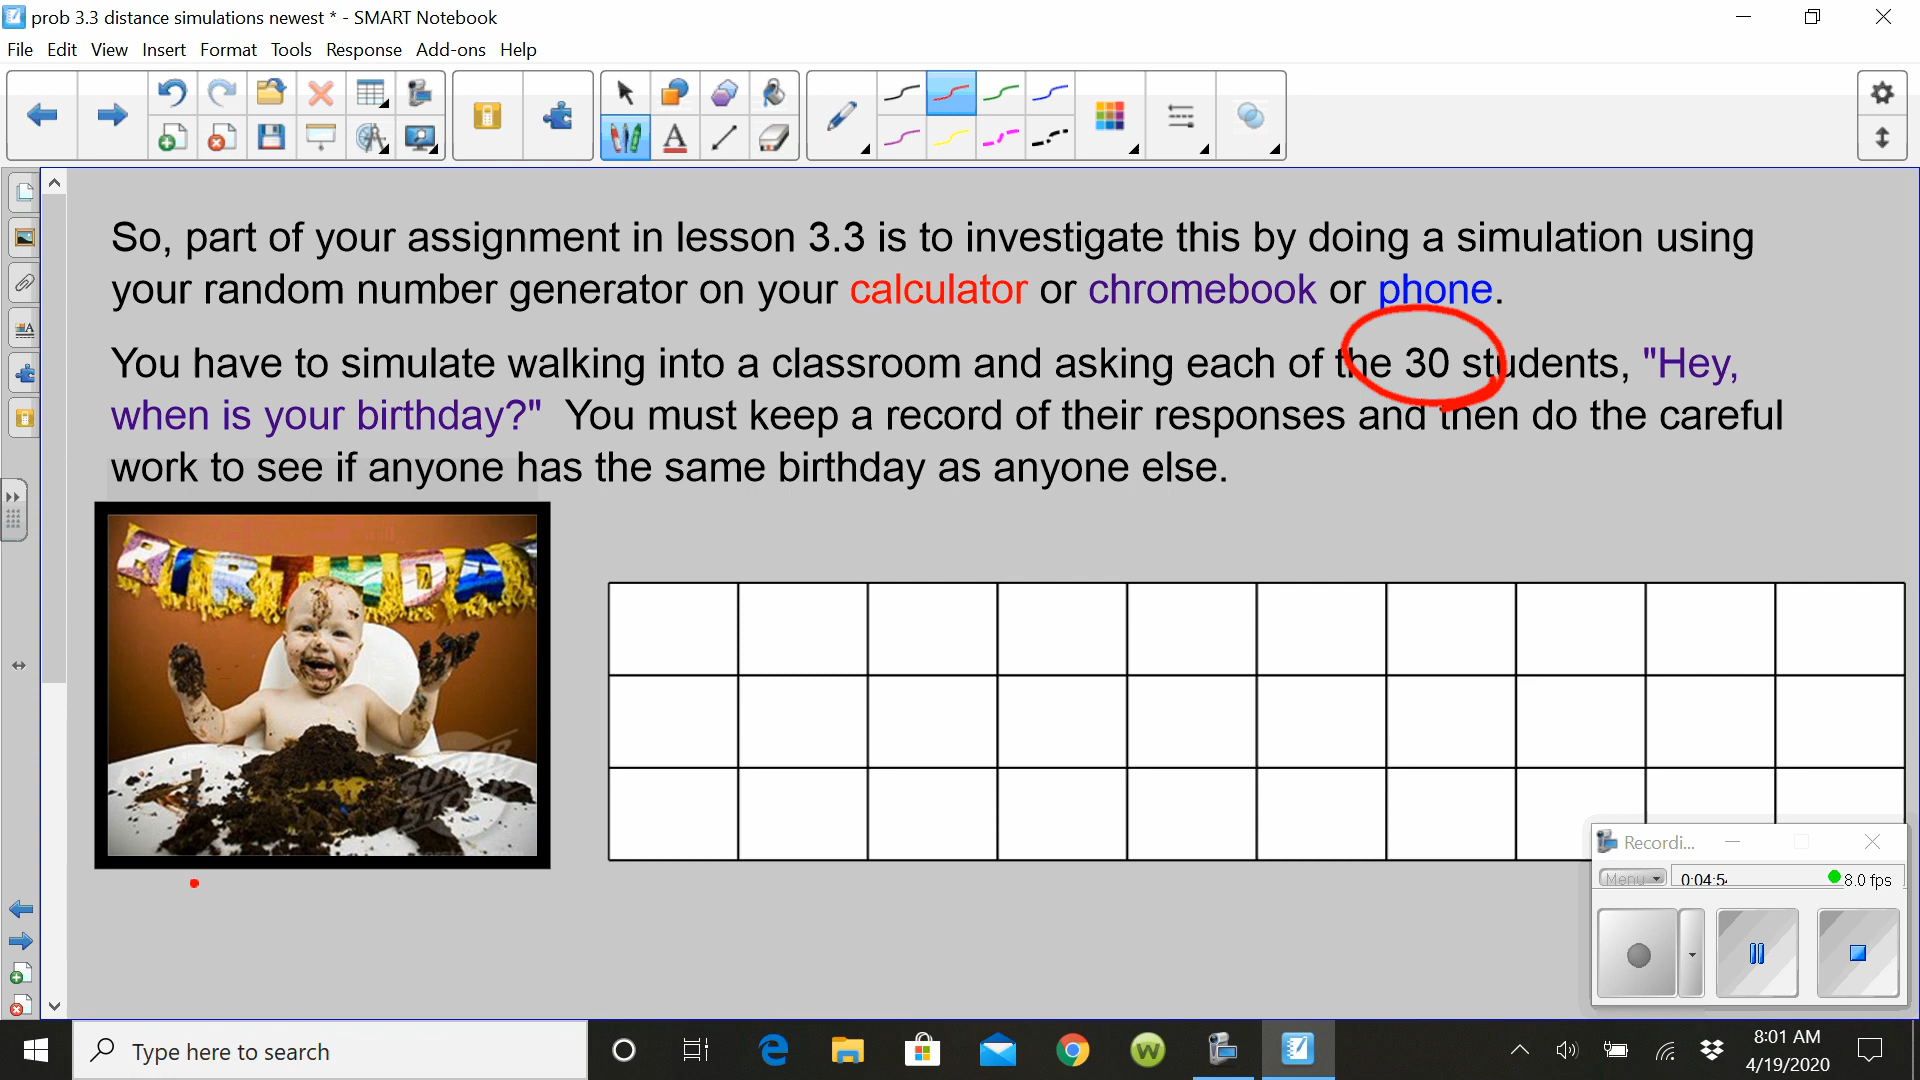 prob 3.3 distance simulations newest * - SMART Notebook
File Edit View Insert Format Tools Response Add-ons Help
So, part of your assignment in lesson 3.3 is to investigate this by doing a simulation using
your random number generator on your calculator or chromebook or phone.
You have to simulate walking into a classroom and asking each of the 30 students, "Hey,
when is your birthday?" You must keep a record of their responses and then do the careful
work to see if anyone has the same birthday as anyone else.
BIRTHDA
Recordi...
Menu
0:04:54
8.0 fps
Type here to search
8:01 AM
4/19/2020